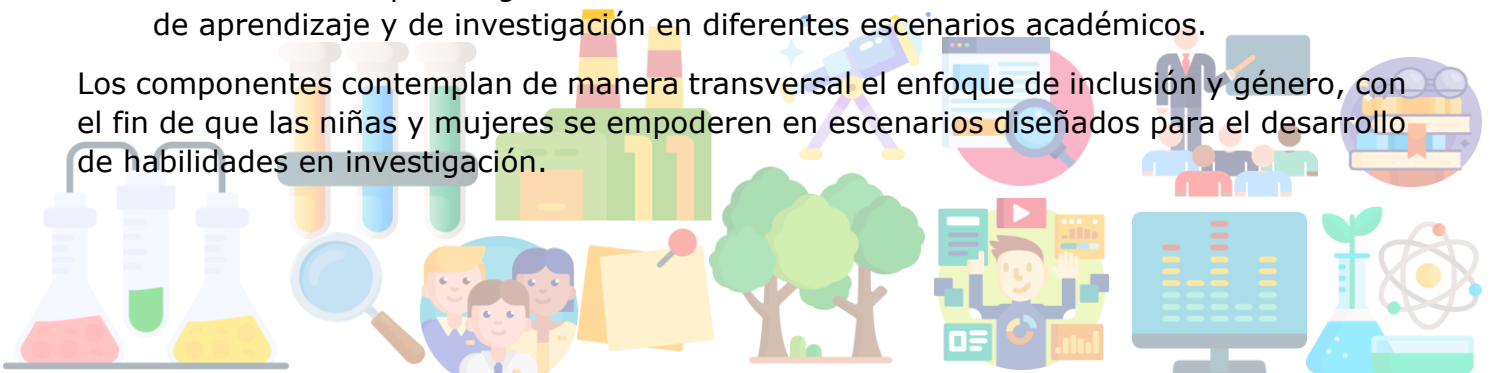 de aprendizaje y de investigación en diferentes escenarios académicos.
Los componentes contemplan de manera transversal el enfoque de inclusión y género, con
el fin de que las niñas y mujeres se empoderen en escenarios diseñados para el desarrollo
de habilidades en investigación.